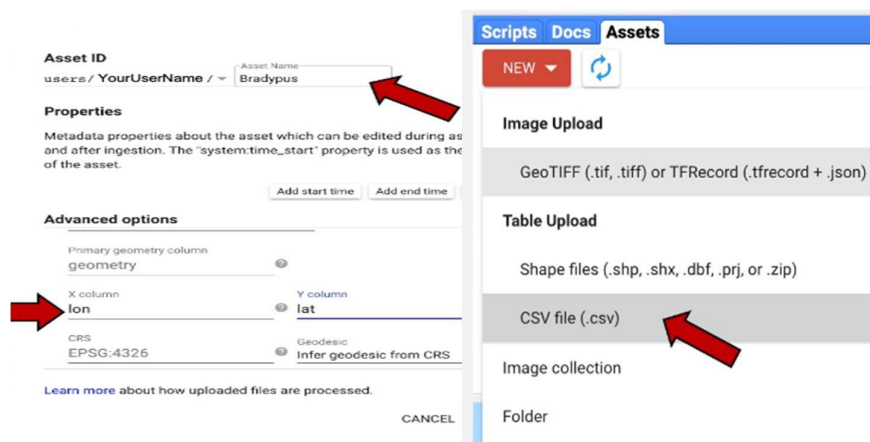 Asset ID
Asset Name
users/ YourUserName / Bradypus
Properties
Metadata properties about the asset which can be edited during as
and after ingestion. The "system:time_start" property is used as the
of the asset.
Add start time Add end time
Advanced options
Primary geometry column
geometry
X column Y column
lon lat
CRS Geodesic
EPSG:4326 Infer geodesic from CRS
Learn more about how uploaded files are processed.
CANCEL
Scripts Docs Assets
NEW
Image Upload
GeoTIFF (.tif, .tiff) or TFRecord (.tfrecord + .json)
Table Upload
Shape files (.shp, .shx, .dbf, .prj, or .zip)
CSV file (.csv)
Image collection
Folder